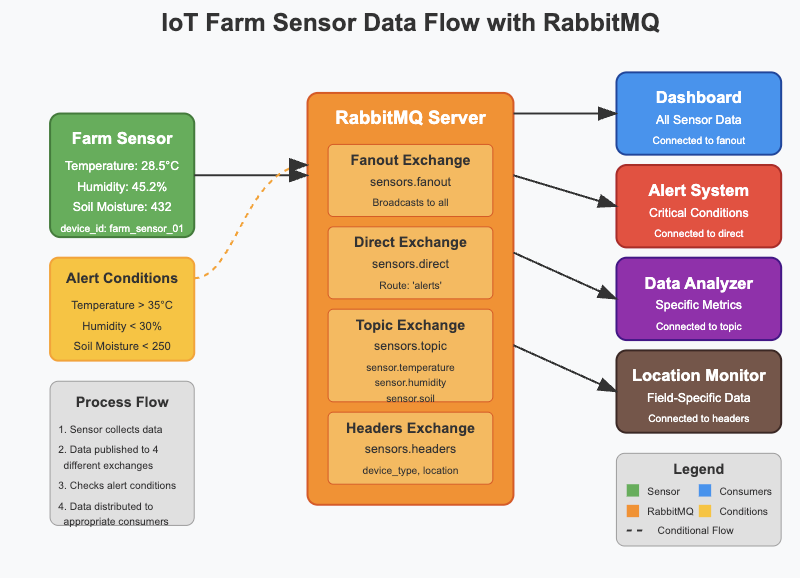 IoT Farm Sensor Data Flow with RabbitMQ
Farm Sensor
Temperature: 28.5°C
Humidity: 45.2%
Soil Moisture: 432
device_id: farm_sensor_01
Alert Conditions
Temperature > 35°C
Humidity < 30%
Soil Moisture < 250
Process Flow
1. Sensor collects data
2. Data published to 4
different exchanges
3. Checks alert conditions
4. Data distributed to
appropriate consumers
RabbitMQ Server
Fanout Exchange
sensors.fanout
Broadcasts to all
Direct Exchange
sensors.direct
Route: 'alerts'
Topic Exchange
sensors.topic
sensor.temperature
sensor.humidity
sensor.soil
Headers Exchange
sensors.headers
device_type, location
Dashboard
All Sensor Data
Connected to fanout
Alert System
Critical Conditions
Connected to direct
Data Analyzer
Specific Metrics
Connected to topic
Location Monitor
Field-Specific Data
Connected to headers
Legend
Sensor
Consumers
RabbitMQ
Conditions
Conditional Flow